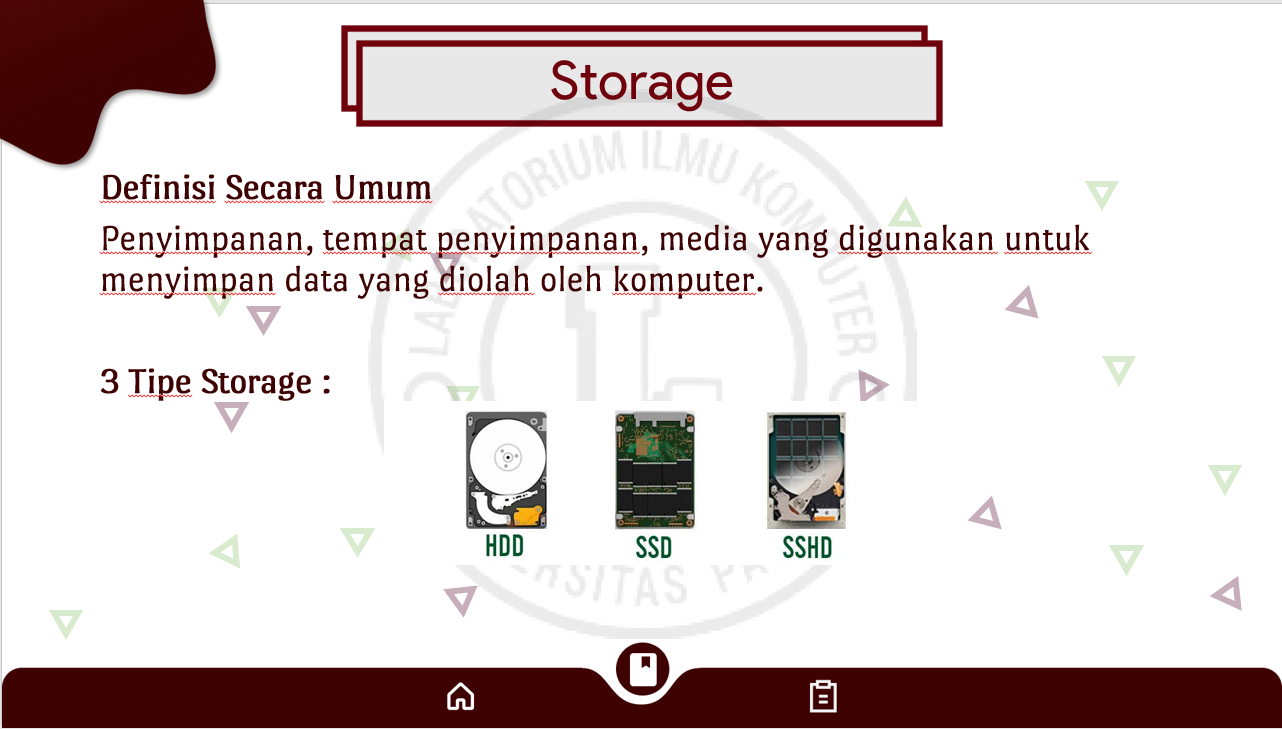 Storage
LABORATORIUM ILMU KOMPUTER
Definisi Secara Umum
Penyimpanan, tempat penyimpanan, media yang digunakan untuk
menyimpan data yang diolah oleh komputer.
3 Tipe Storage :
HDD
SSD
SSHD